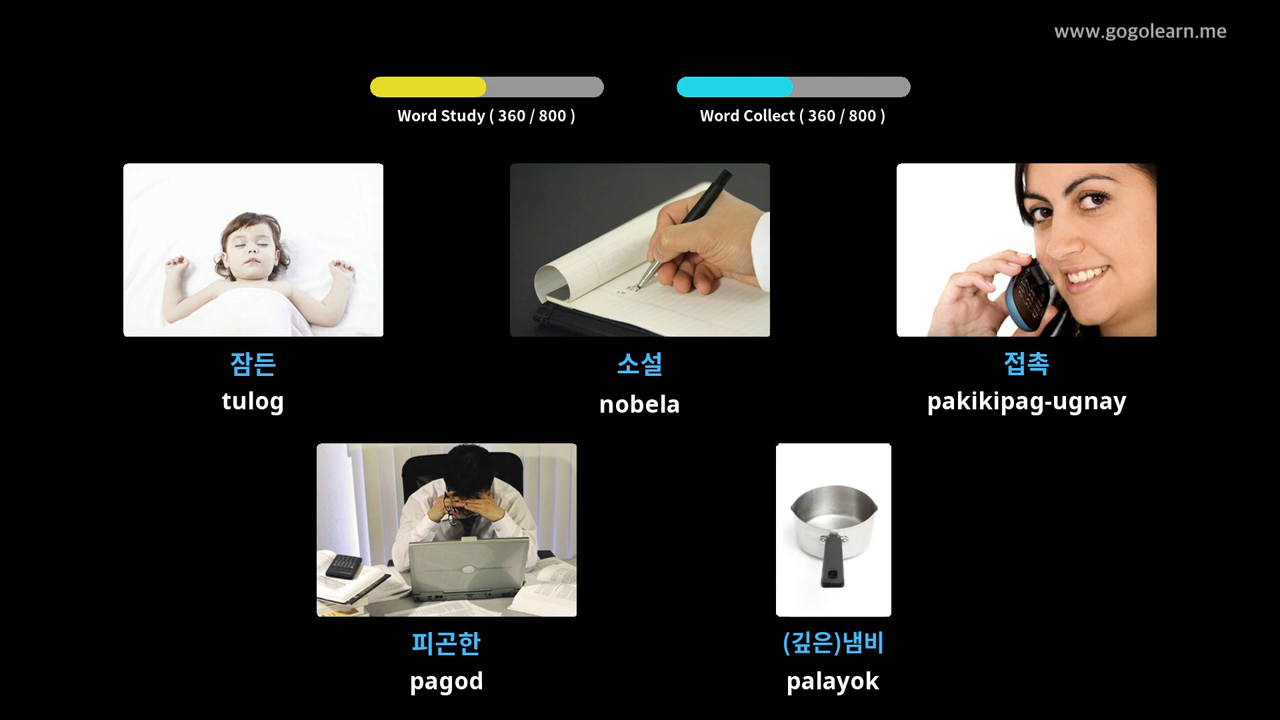 www.gogolearn.me
Word Study ( 360 / 800 )
Word Collect ( 360 / 800 )
잠든
tulog
소설
nobela
접촉
pakikipag-ugnay
피곤한
pagod
(깊은)냄비
palayok